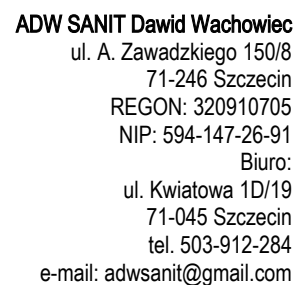 ADW SANIT Dawid Wachowiec
ul. A. Zawadzkiego 150/8
71-246 Szczecin
REGON: 320910705
NIP: 594-147-26-91
Biuro:
ul. Kwiatowa 1D/19
71-045 Szczecin
tel. 503-912-284
e-mail: adwsanit@gmail.com